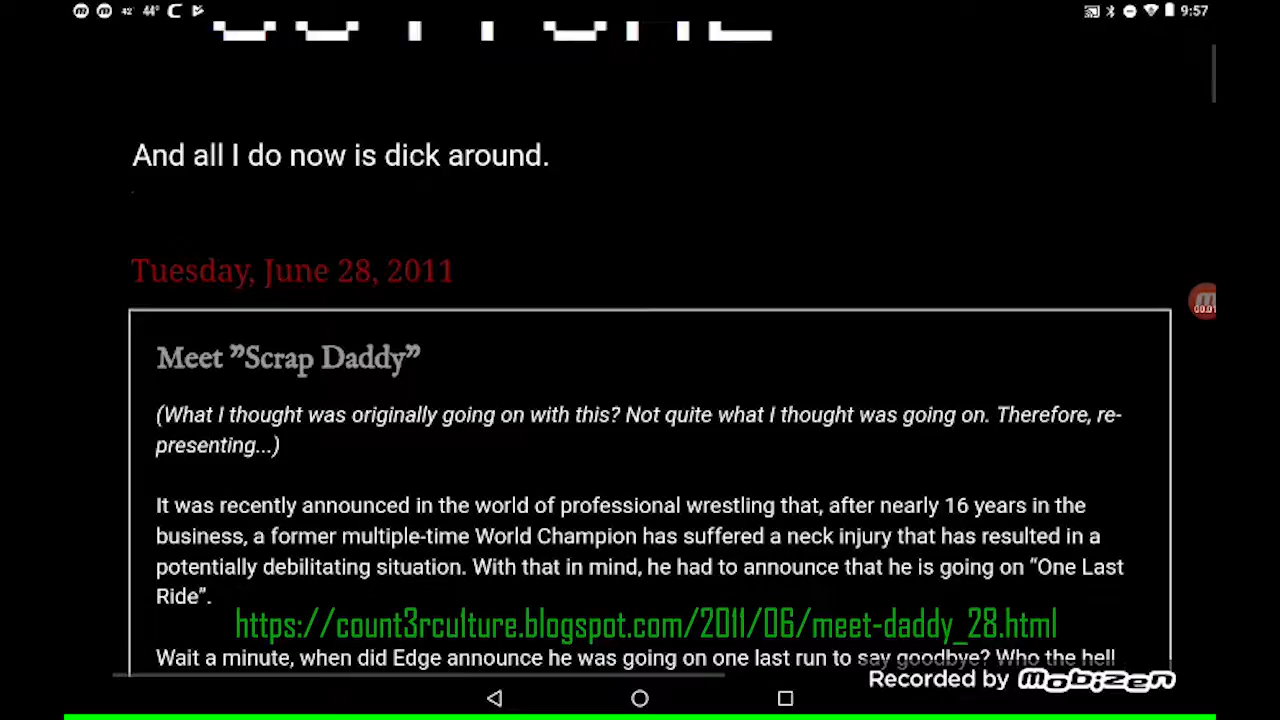 42° 44° 9:57
And all I do now is dick around.
Tuesday, June 28, 2011
00:01
Meet "Scrap Daddy"
(What I thought was originally going on with this? Not quite what I thought was going on. Therefore, re-
presenting...)
It was recently announced in the world of professional wrestling that, after nearly 16 years in the
business, a former multiple-time World Champion has suffered a neck injury that has resulted in a
potentially debilitating situation. With that in mind, he had to announce that he is going on “One Last
Ride”.
https://count3rculture.blogspot.com/2011/06/meet-daddy_28.html
Wait a minute, when did Edge announce he was going on one last run to say goodbye? Who the hell
Recorded by mobizen